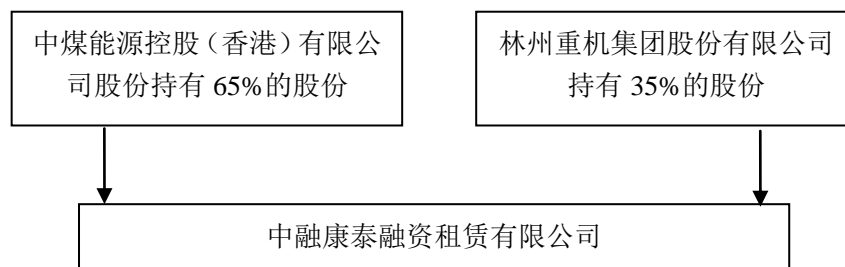 中煤能源控股（香港）有限公
司股份持有 65%的股份
林州重机集团股份有限公司
持有 35%的股份
中融康泰融资租赁有限公司